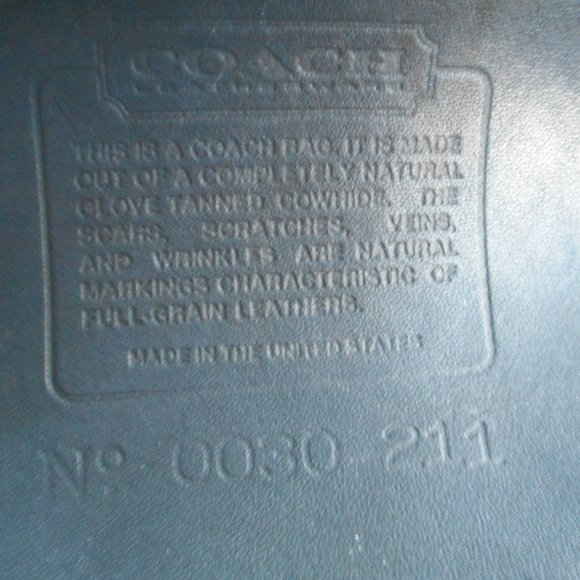 COACH
LEATHERWARE
THIS IS A COACH BAG. IT IS MADE
OUT OF A COMPLETELY NATURAL
GLOVE TANNED COWHIDE. THE
SCARS, SCRATCHES, VEINS,
AND WRINKLES ARE NATURAL
MARKINGS CHARACTERISTIC OF
FULL-GRAIN LEATHERS.
MADE IN THE UNITED STATES
No. 0030 211